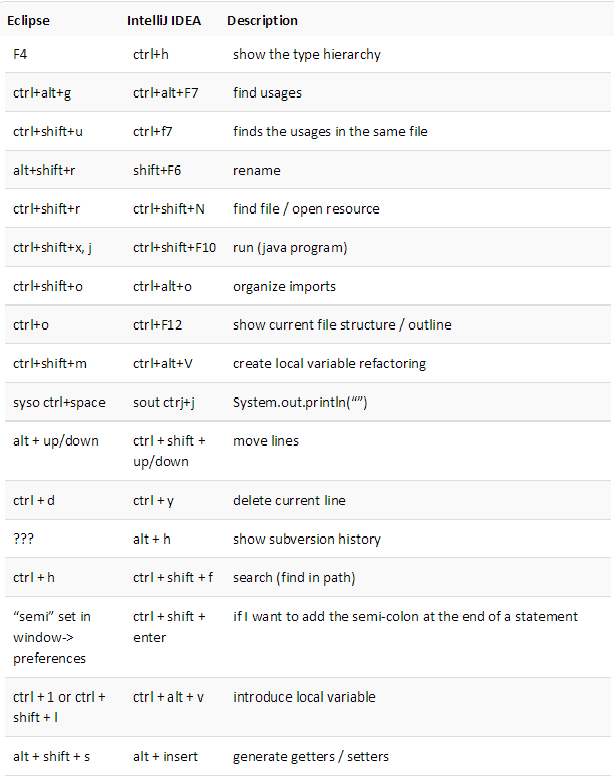 Eclipse IntelliJ IDEA Description
F4 ctrl+h show the type hierarchy
ctrl+alt+g ctrl+alt+F7 find usages
ctrl+shift+u ctrl+f7 finds the usages in the same file
alt+shift+r shift+F6 rename
ctrl+shift+r ctrl+shift+N find file / open resource
ctrl+shift+x, j ctrl+shift+F10 run (java program)
ctrl+shift+o ctrl+alt+o organize imports
ctrl+o ctrl+F12 show current file structure / outline
ctrl+shift+m ctrl+alt+V create local variable refactoring
syso ctrl+space sout ctrj+j System.out.println(“”)
alt + up/down ctrl + shift + move lines
up/down
ctrl + d ctrl + y delete current line
??? alt + h show subversion history
ctrl + h ctrl + shift + f search (find in path)
“semi” set in ctrl + shift + if I want to add the semi-colon at the end of a statement
window-> enter
preferences
ctrl + 1 or ctrl + ctrl + alt + v introduce local variable
shift + l
alt + shift + s alt + insert generate getters / setters